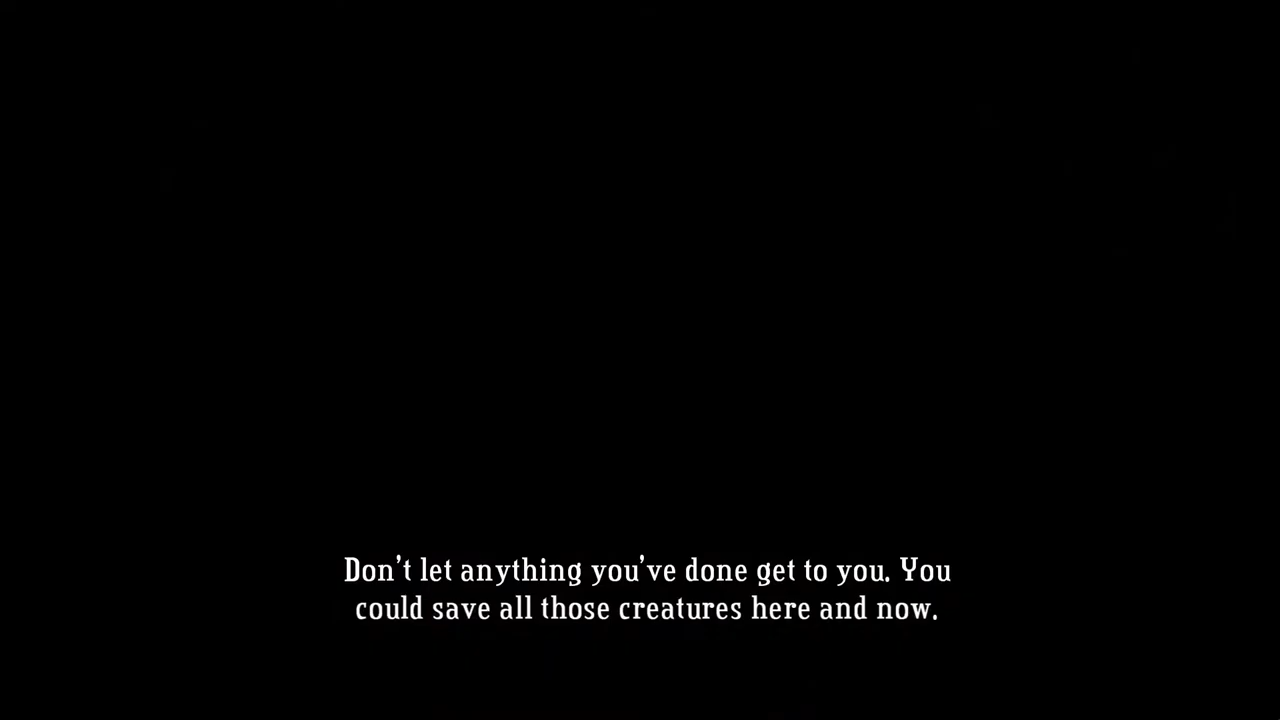 Don't let anything you've done get to you. You
could save all those creatures here and now.